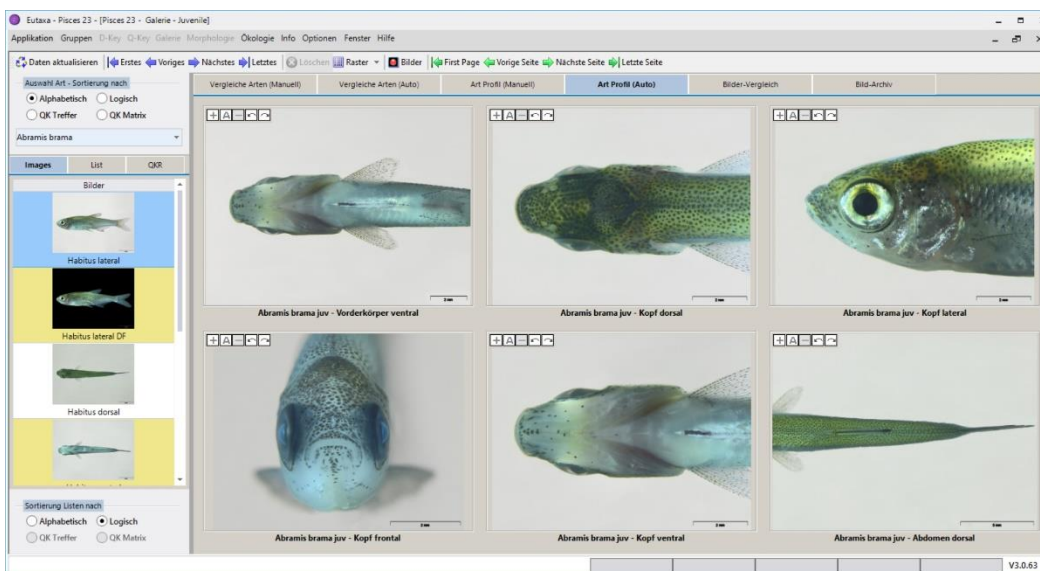 Eutaxa - Pisces 23 - [Pisces 23 - Galerie - Juvenile]
Applikation Gruppen D-Key Q-Key Galerie Morphologie Ökologie Info Optionen Fenster Hilfe
Daten aktualisieren Erstes Voriges Nächstes Letztes Löschen Raster Bilder First Page Vorige Seite Nächste Seite Letzte Seite
Auswahl Art - Sortierung nach
Alphabetisch Logisch
QK Treffer QK Matrix
Abramis brama
Vergleiche Arten (Manuell) Vergleiche Arten (Auto) Art Profil (Manuell) Art Profil (Auto) Bilder-Vergleich Bild-Archiv
Images List QKR
Bilder
Habitus lateral
Habitus lateral DF
Habitus dorsal
Abramis brama juv - Vorderkörper ventral
Abramis brama juv - Kopf dorsal
Abramis brama juv - Kopf lateral
Abramis brama juv - Kopf frontal
Abramis brama juv - Kopf ventral
Abramis brama juv - Abdomen dorsal
Sortierung Listen nach
Alphabetisch Logisch
QK Treffer QK Matrix
V3.0.63